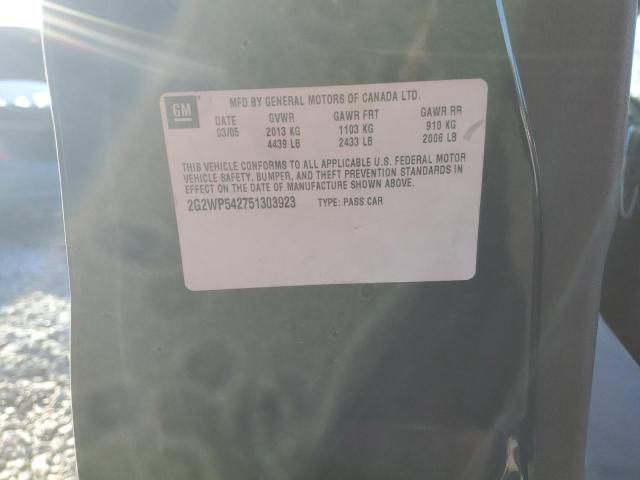 GM
MFD BY GENERAL MOTORS OF CANADA LTD.
DATE GVWR GAWR FRT GAWR RR
03/05 2013 KG 1103 KG 910 KG
4439 LB 2433 LB 2006 LB
THIS VEHICLE CONFORMS TO ALL APPLICABLE U.S. FEDERAL MOTOR
VEHICLE SAFETY, BUMPER, AND THEFT PREVENTION STANDARDS IN
EFFECT ON THE DATE OF MANUFACTURE SHOWN ABOVE.
2G2WP542751303923 TYPE: PASS CAR